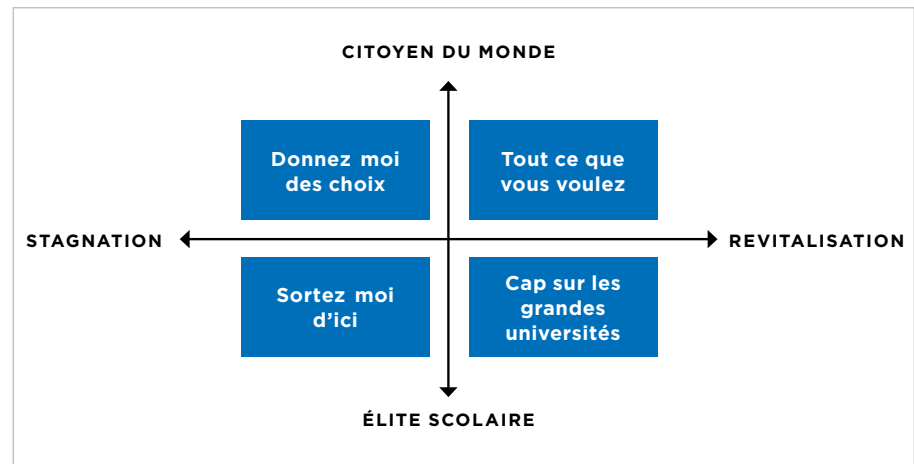 CITOYEN DU MONDE
Donnez moi
des choix
Tout ce que
vous voulez
STAGNATION
REVITALISATION
Sortez moi
d'ici
Cap sur les
grandes
universités
ÉLITE SCOLAIRE